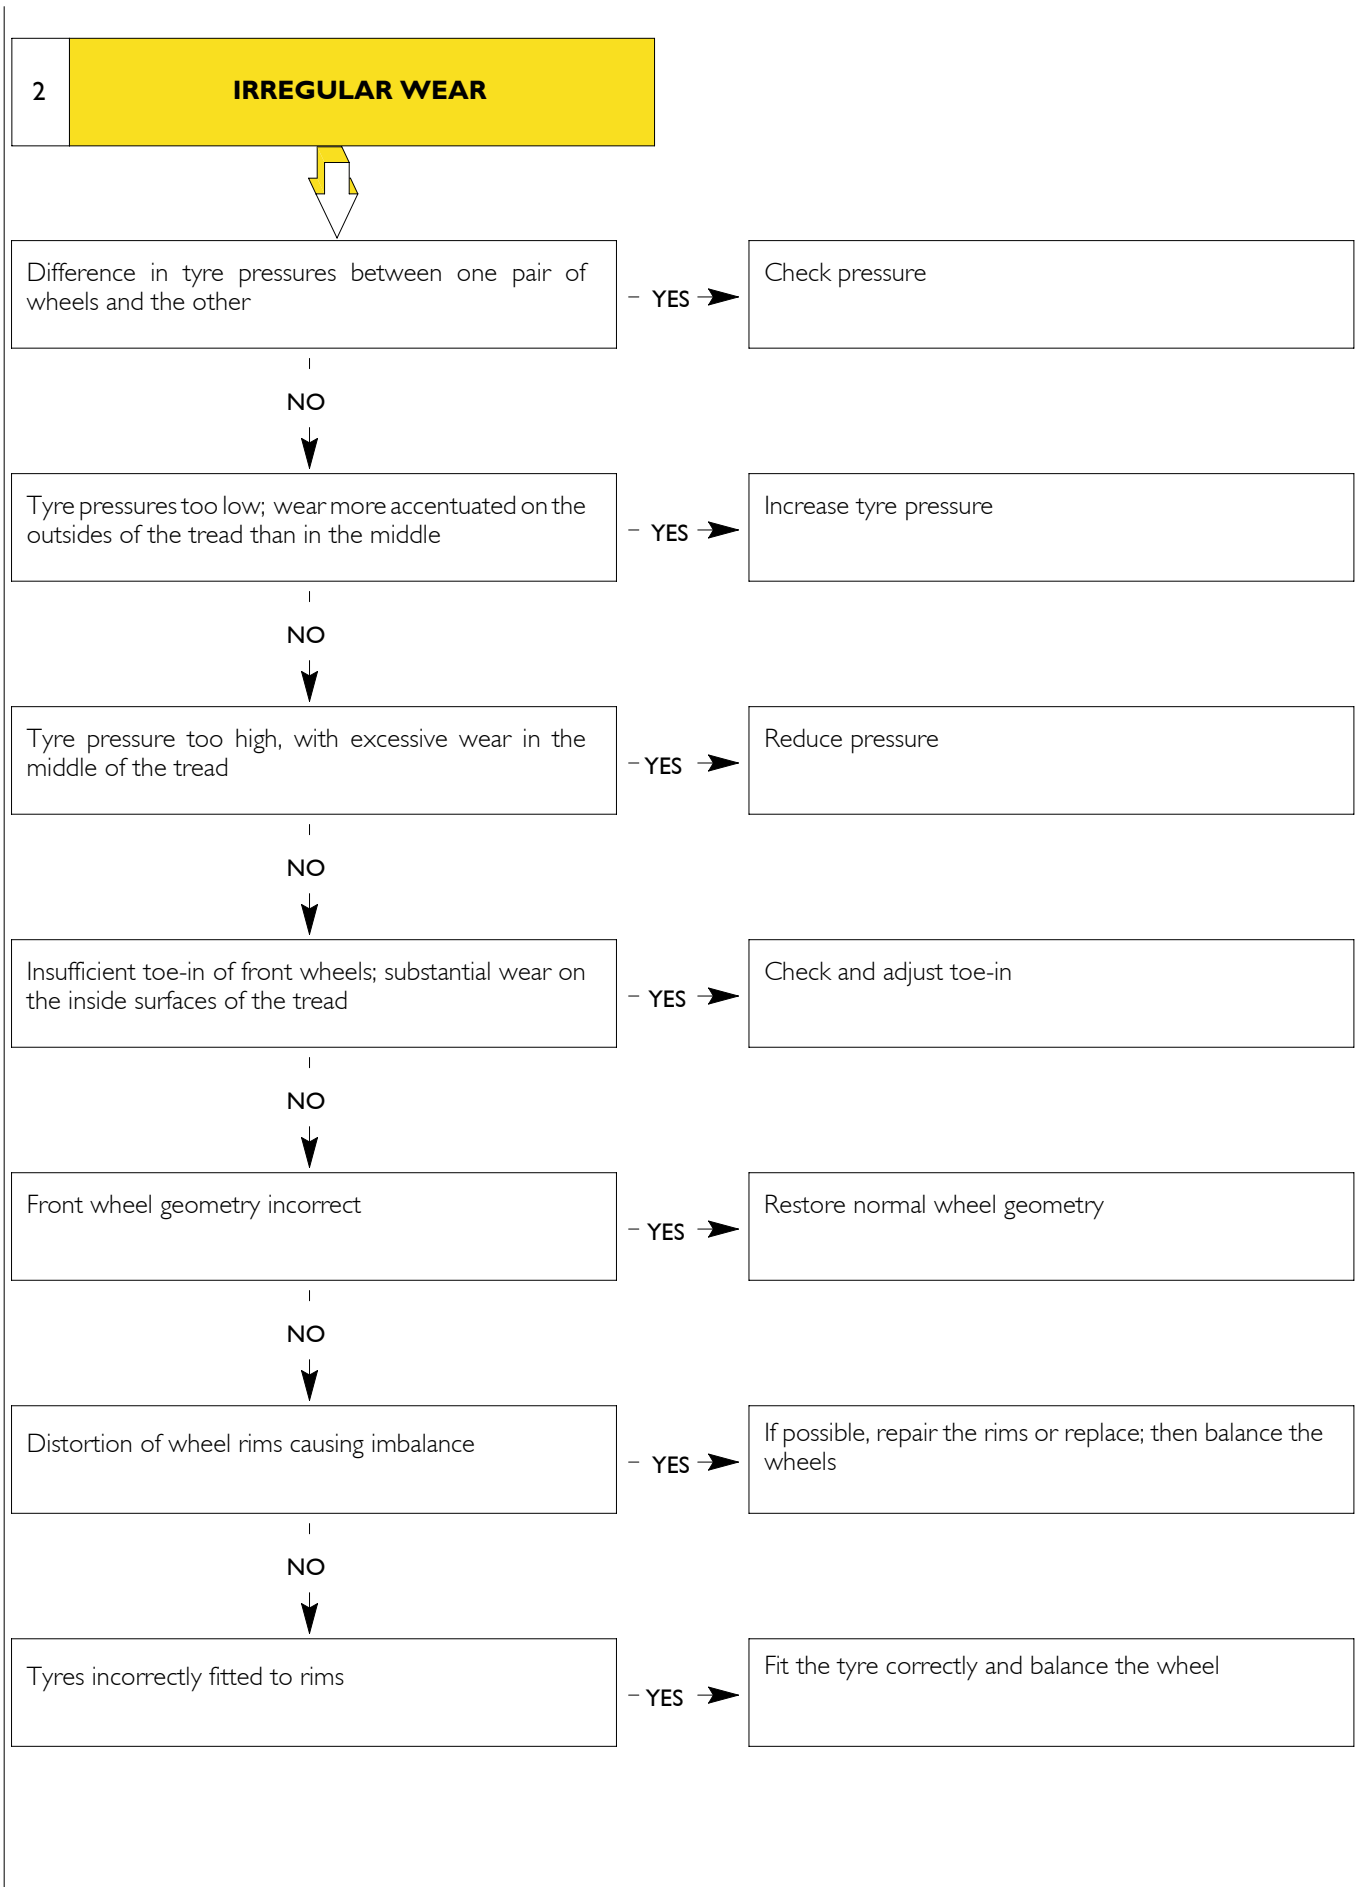 2
IRREGULAR WEAR
Difference in tyre pressures between one pair of
wheels and the other
YES
Check pressure
NO
Tyre pressures too low; wear more accentuated on the
outsides of the tread than in the middle
YES
Increase tyre pressure
NO
Tyre pressure too high, with excessive wear in the
middle of the tread
YES
Reduce pressure
NO
Insufficient toe-in of front wheels; substantial wear on
the inside surfaces of the tread
YES
Check and adjust toe-in
NO
Front wheel geometry incorrect
YES
Restore normal wheel geometry
NO
Distortion of wheel rims causing imbalance
YES
If possible, repair the rims or replace; then balance the
wheels
NO
Tyres incorrectly fitted to rims
YES
Fit the tyre correctly and balance the wheel